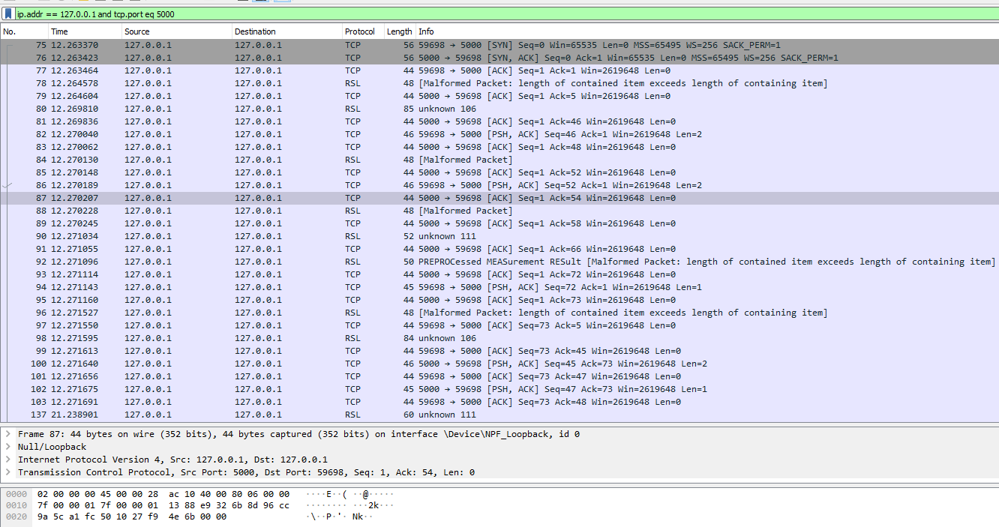 ip.addr == 127.0.0.1 and tcp.port eq 5000
No. Time Source Destination Protocol Length Info
75 12.263370 127.0.0.1 127.0.0.1 TCP 56 59698 → 5000 [SYN] Seq=0 Win=65535 Len=0 MSS=65495 WS=256 SACK_PERM=1
76 12.263423 127.0.0.1 127.0.0.1 TCP 56 5000 → 59698 [SYN, ACK] Seq=0 Ack=1 Win=65535 Len=0 MSS=65495 WS=256 SACK_PERM=1
77 12.263464 127.0.0.1 127.0.0.1 TCP 44 59698 → 5000 [ACK] Seq=1 Ack=1 Win=2619648 Len=0
78 12.264578 127.0.0.1 127.0.0.1 RSL 48 [Malformed Packet: length of contained item exceeds length of containing item]
79 12.264604 127.0.0.1 127.0.0.1 TCP 44 5000 → 59698 [ACK] Seq=1 Ack=5 Win=2619648 Len=0
80 12.269810 127.0.0.1 127.0.0.1 RSL 85 unknown 106
81 12.269836 127.0.0.1 127.0.0.1 TCP 44 5000 → 59698 [ACK] Seq=1 Ack=46 Win=2619648 Len=0
82 12.270040 127.0.0.1 127.0.0.1 TCP 46 59698 → 5000 [PSH, ACK] Seq=46 Ack=1 Win=2619648 Len=2
83 12.270062 127.0.0.1 127.0.0.1 TCP 44 5000 → 59698 [ACK] Seq=1 Ack=48 Win=2619648 Len=0
84 12.270130 127.0.0.1 127.0.0.1 RSL 48 [Malformed Packet]
85 12.270148 127.0.0.1 127.0.0.1 TCP 44 5000 → 59698 [ACK] Seq=1 Ack=52 Win=2619648 Len=0
86 12.270189 127.0.0.1 127.0.0.1 TCP 46 59698 → 5000 [PSH, ACK] Seq=52 Ack=1 Win=2619648 Len=2
87 12.270207 127.0.0.1 127.0.0.1 TCP 44 5000 → 59698 [ACK] Seq=1 Ack=54 Win=2619648 Len=0
88 12.270228 127.0.0.1 127.0.0.1 RSL 48 [Malformed Packet]
89 12.270245 127.0.0.1 127.0.0.1 TCP 44 5000 → 59698 [ACK] Seq=1 Ack=58 Win=2619648 Len=0
90 12.271034 127.0.0.1 127.0.0.1 RSL 52 unknown 111
91 12.271055 127.0.0.1 127.0.0.1 TCP 44 5000 → 59698 [ACK] Seq=1 Ack=66 Win=2619648 Len=0
92 12.271096 127.0.0.1 127.0.0.1 RSL 50 PREPROCessed MEASurement RESult [Malformed Packet: length of contained item exceeds length of containing item]
93 12.271114 127.0.0.1 127.0.0.1 TCP 44 5000 → 59698 [ACK] Seq=1 Ack=72 Win=2619648 Len=0
94 12.271143 127.0.0.1 127.0.0.1 TCP 45 59698 → 5000 [PSH, ACK] Seq=72 Ack=1 Win=2619648 Len=1
95 12.271160 127.0.0.1 127.0.0.1 TCP 44 5000 → 59698 [ACK] Seq=1 Ack=73 Win=2619648 Len=0
96 12.271527 127.0.0.1 127.0.0.1 RSL 48 [Malformed Packet: length of contained item exceeds length of containing item]
97 12.271550 127.0.0.1 127.0.0.1 TCP 44 59698 → 5000 [ACK] Seq=73 Ack=5 Win=2619648 Len=0
98 12.271595 127.0.0.1 127.0.0.1 RSL 84 unknown 106
99 12.271613 127.0.0.1 127.0.0.1 TCP 44 59698 → 5000 [ACK] Seq=73 Ack=45 Win=2619648 Len=0
100 12.271640 127.0.0.1 127.0.0.1 TCP 46 5000 → 59698 [PSH, ACK] Seq=45 Ack=73 Win=2619648 Len=2
101 12.271656 127.0.0.1 127.0.0.1 TCP 44 59698 → 5000 [ACK] Seq=73 Ack=47 Win=2619648 Len=0
102 12.271675 127.0.0.1 127.0.0.1 TCP 45 5000 → 59698 [PSH, ACK] Seq=47 Ack=73 Win=2619648 Len=1
103 12.271691 127.0.0.1 127.0.0.1 TCP 44 59698 → 5000 [ACK] Seq=73 Ack=48 Win=2619648 Len=0
137 21.238901 127.0.0.1 127.0.0.1 RSL 60 unknown 111
Frame 87: 44 bytes on wire (352 bits), 44 bytes captured (352 bits) on interface \Device\NPF_Loopback, id 0
Null/Loopback
Internet Protocol Version 4, Src: 127.0.0.1, Dst: 127.0.0.1
Transmission Control Protocol, Src Port: 5000, Dst Port: 59698, Seq: 1, Ack: 54, Len: 0
0000 02 00 00 00 45 00 00 28 ac 10 40 00 80 06 00 00 ····E··( ··@·····
0010 7f 00 00 01 7f 00 00 01 13 88 e9 32 6b 8d 96 cc ········ ···2k···
0020 9a 5c a1 fc 50 10 27 f9 4e 6b 00 00 ·\··P·'· Nk··